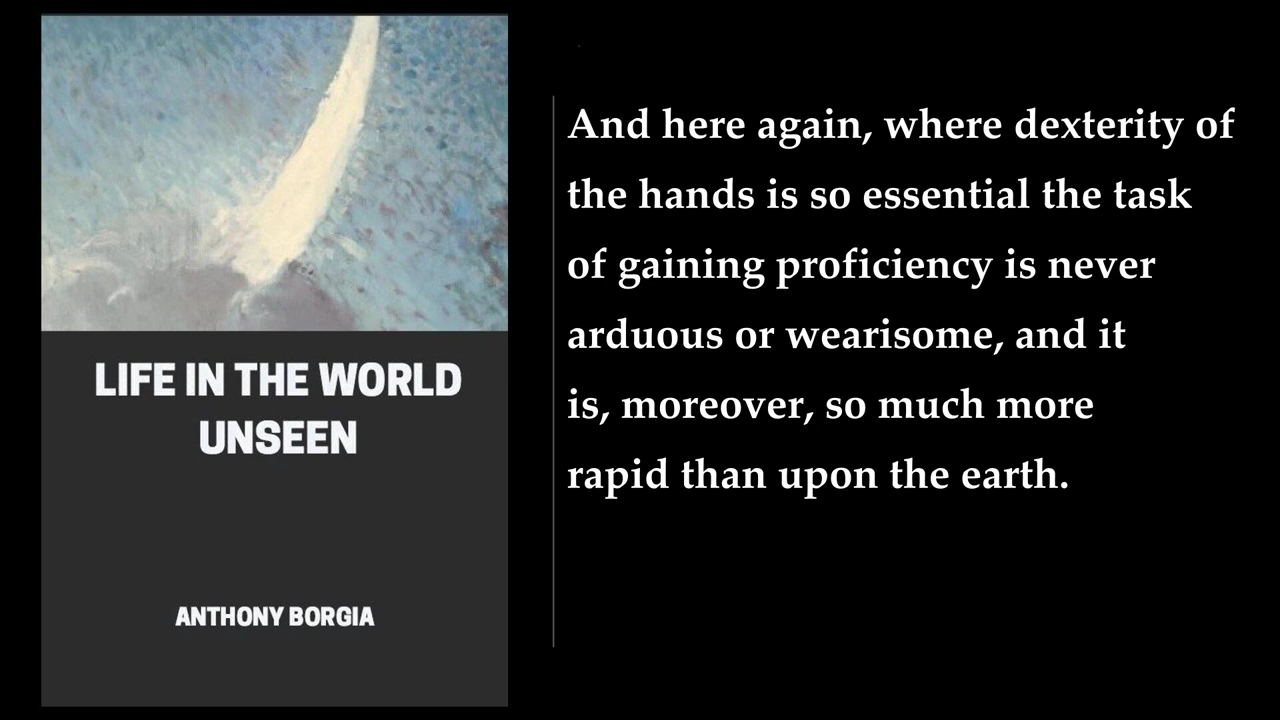 LIFE IN THE WORLD
UNSEEN
ANTHONY BORGIA
And here again, where dexterity of
the hands is so essential the task
of gaining proficiency is never
arduous or wearisome, and it
is, moreover, so much more
rapid than upon the earth.